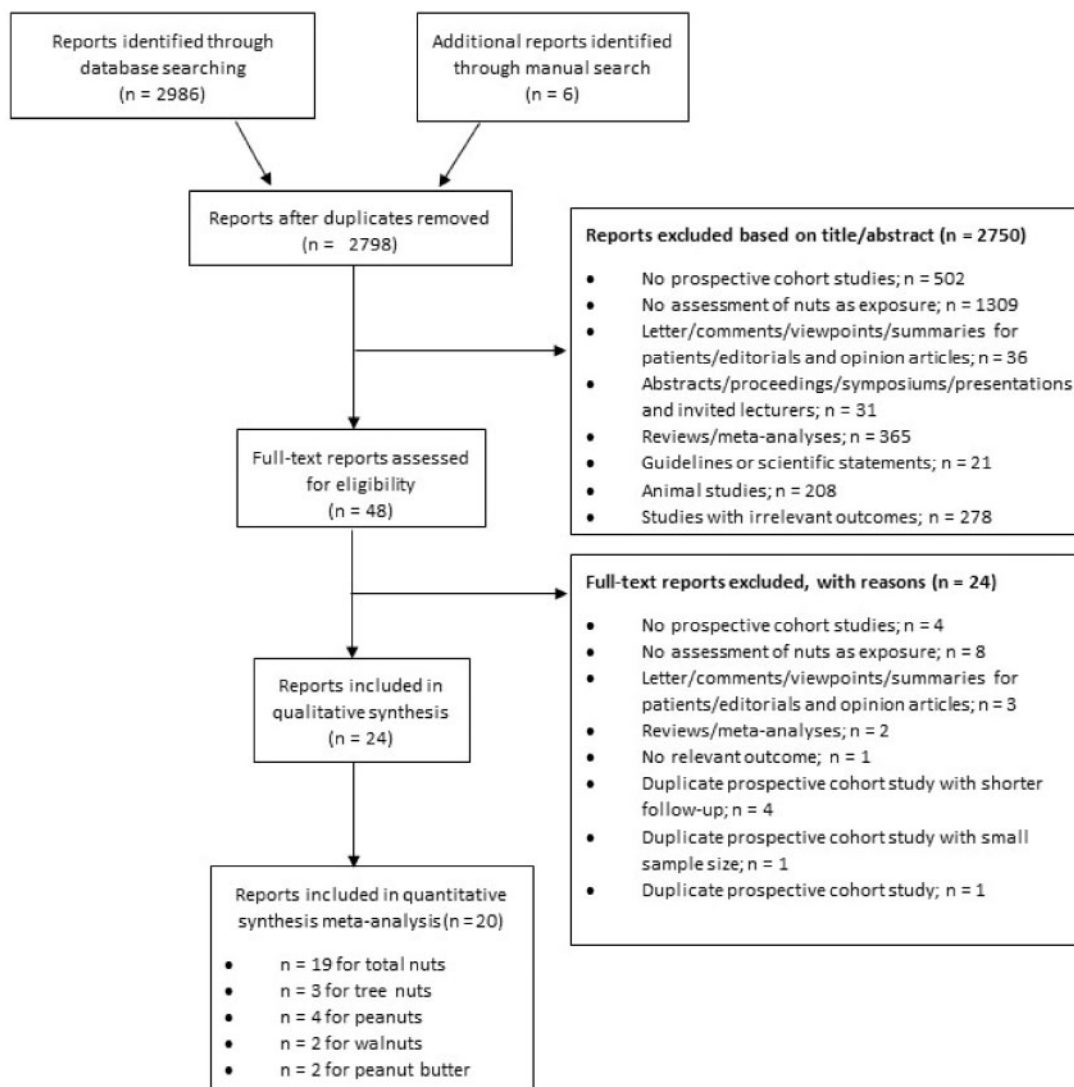 Reports identified through
database searching
(n = 2986)
Additional reports identified
through manual search
(n = 6)
Reports after duplicates removed
(n = 2798)
Reports excluded based on title/abstract (n = 2750)
• No prospective cohort studies; n = 502
• No assessment of nuts as exposure; n = 1309
• Letter/comments/viewpoints/summaries for
patients/editorials and opinion articles; n = 36
• Abstracts/proceedings/symposiums/presentations
and invited lecturers; n = 31
• Reviews/meta-analyses; n = 365
• Guidelines or scientific statements; n = 21
• Animal studies; n = 208
• Studies with irrelevant outcomes; n = 278
Full-text reports assessed
for eligibility
(n = 48)
Full-text reports excluded, with reasons (n = 24)
• No prospective cohort studies; n = 4
• No assessment of nuts as exposure; n = 8
• Letter/comments/viewpoints/summaries for
patients/editorials and opinion articles; n = 3
• Reviews/meta-analyses; n = 2
• No relevant outcome; n = 1
• Duplicate prospective cohort study with shorter
follow-up; n = 4
• Duplicate prospective cohort study with small
sample size; n = 1
• Duplicate prospective cohort study; n = 1
Reports included in
qualitative synthesis
(n = 24)
Reports included in quantitative
synthesis meta-analysis (n = 20)
• n = 19 for total nuts
• n = 3 for tree nuts
• n = 4 for peanuts
• n = 2 for walnuts
• n = 2 for peanut butter